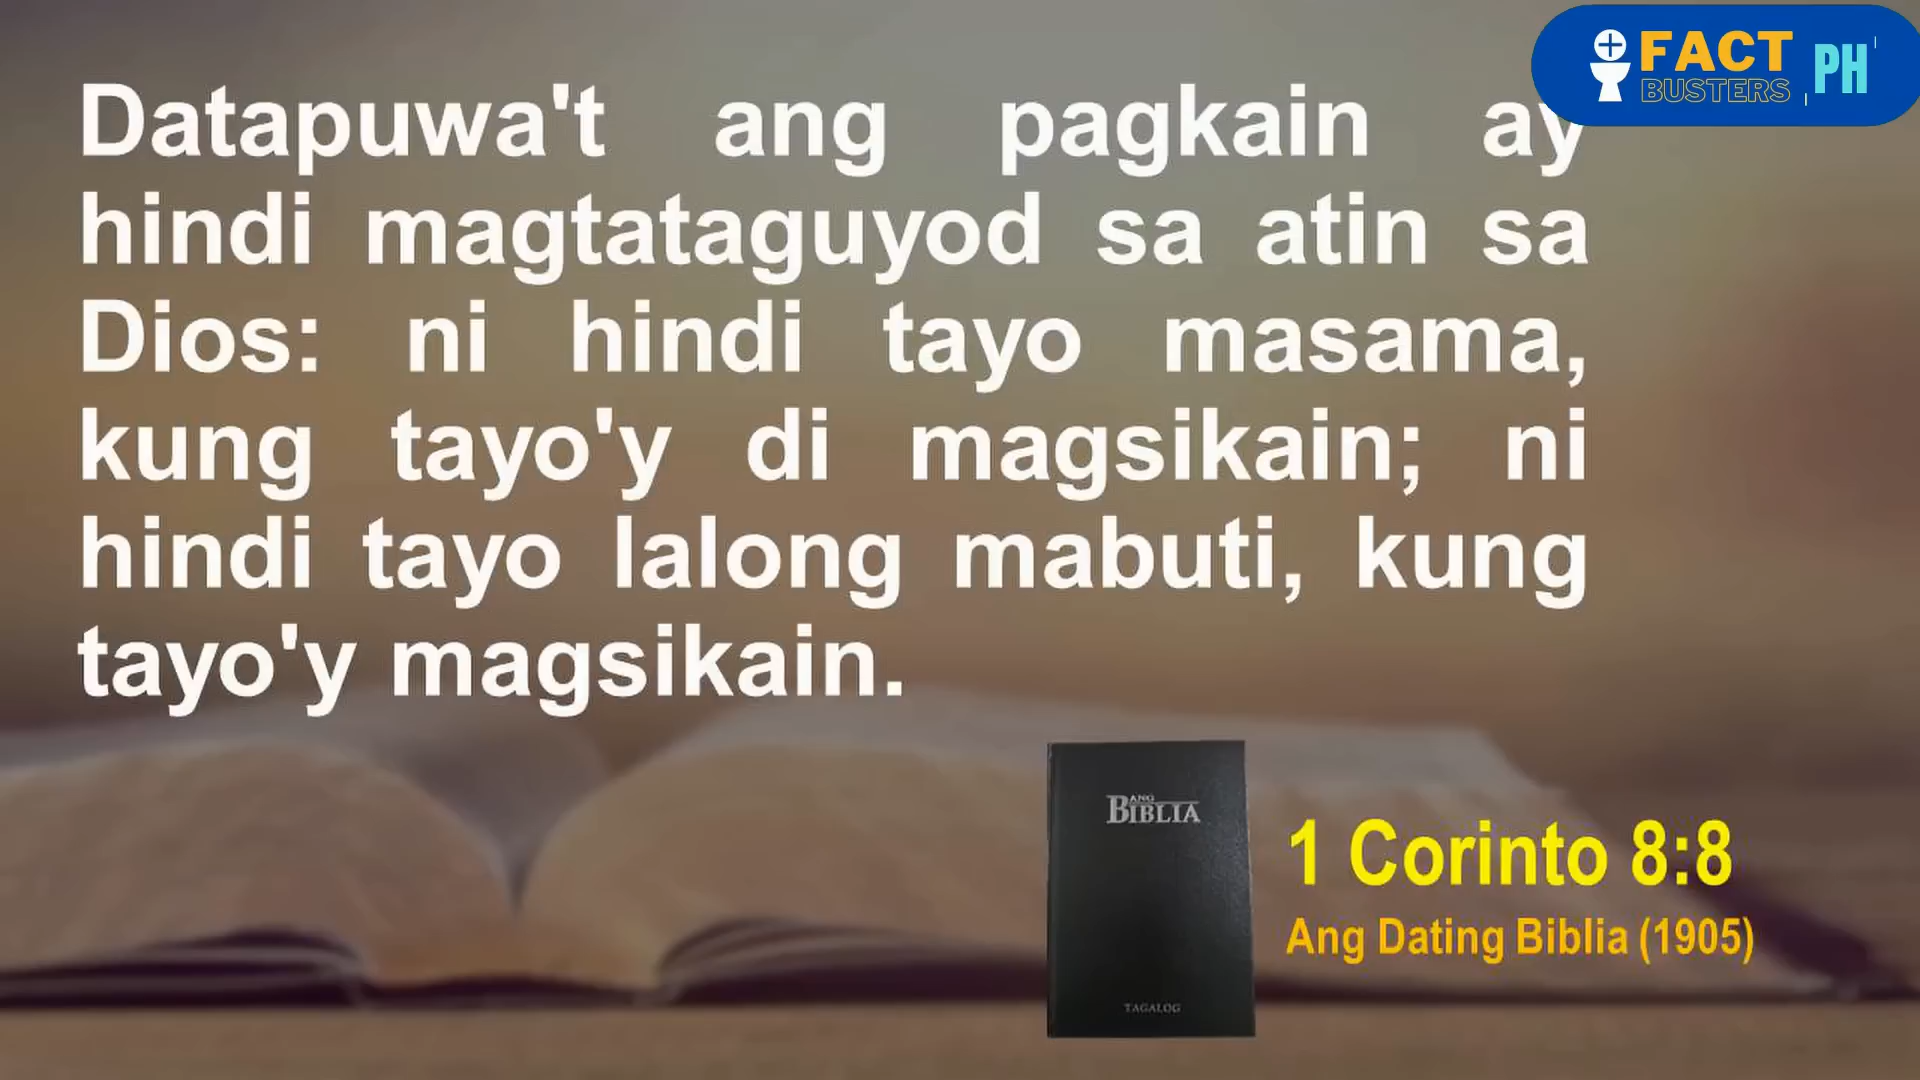 FACT
BUSTERS
PH
Datapuwa't ang pagkain ay
hindi magtataguyod sa atin sa
Dios: ni hindi tayo masama,
kung tayo'y di magsikain; ni
hindi tayo lalong mabuti, kung
tayo'y magsikain.
ANG
BIBLIA
TAGALOG
1 Corinto 8:8
Ang Dating Biblia (1905)